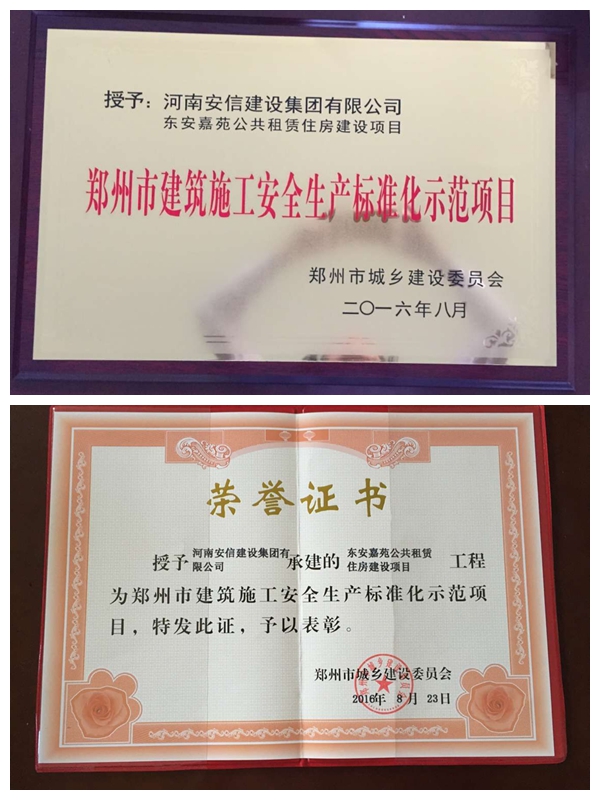 授予：河南安信建设集团有限公司
东安嘉苑公共租赁住房建设项目
郑州市建筑施工安全生产标准化示范项目
郑州市城乡建设委员会
二〇一六年八月
荣誉证书
授予 河南安信建设集团有限公司 承建的 东安嘉苑公共租赁住房建设项目 工程
为郑州市建筑施工安全生产标准化示范项
目，特发此证，予以表彰。
郑州市城乡建设委员会
2016年 8 月 23日